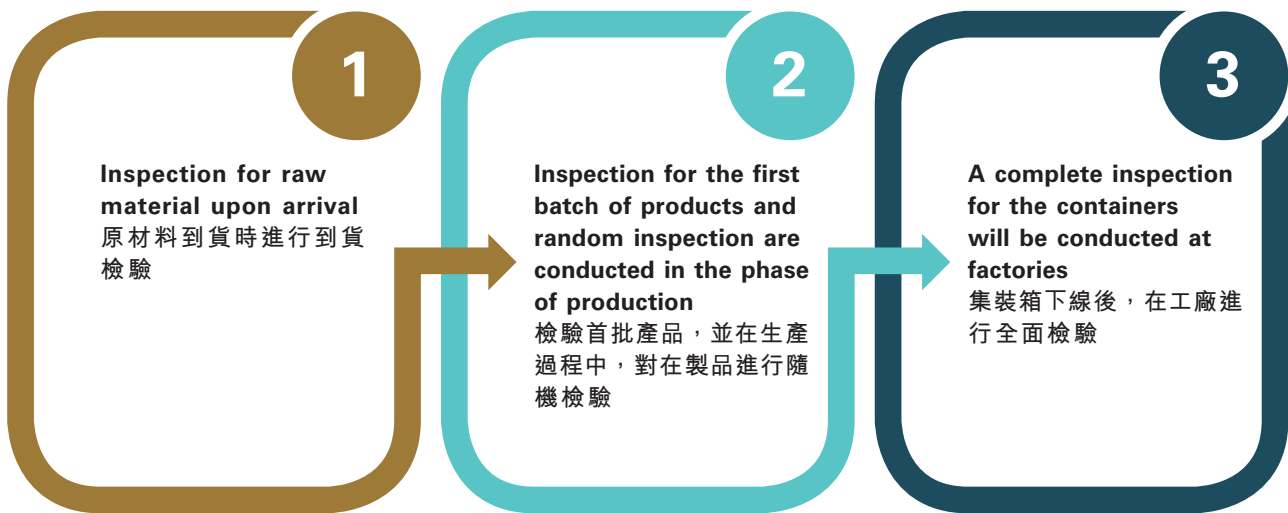 1
Inspection for raw
material upon arrival
原材料到貨時進行到貨
檢驗
2
Inspection for the first
batch of products and
random inspection are
conducted in the phase
of production
檢驗首批產品，並在生產
過程中，對在製品進行隨
機檢驗
3
A complete inspection
for the containers
will be conducted at
factories
集裝箱下線後，在工廠進
行全面檢驗